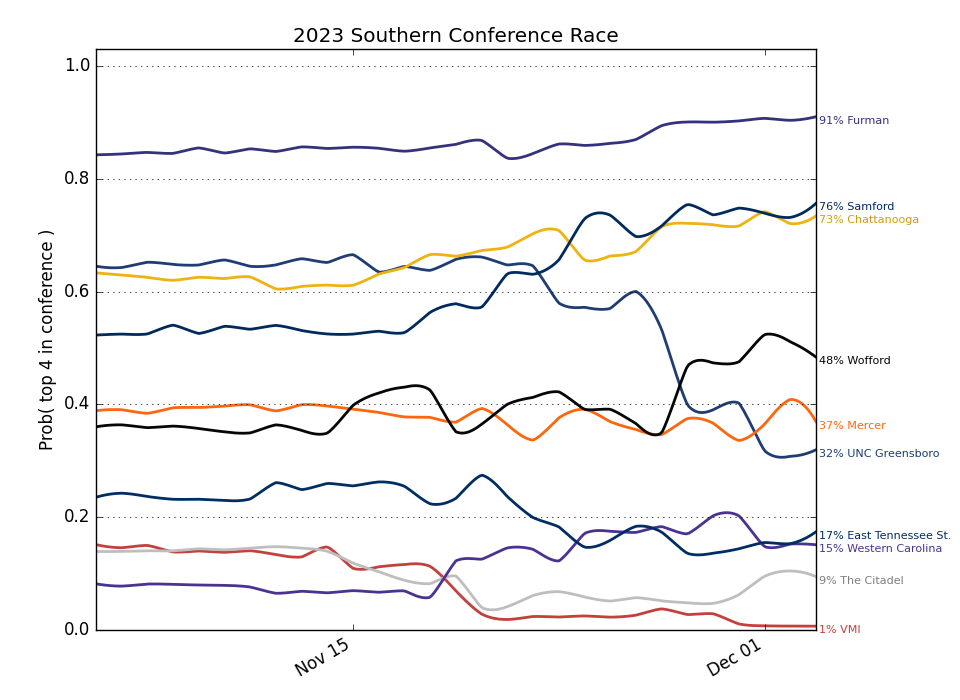 2023 Southern Conference Race
Prob( top 4 in conference )
1.0
0.8
0.6
0.4
0.2
0.0
Nov 15
Dec 01
91% Furman
76% Samford
73% Chattanooga
48% Wofford
37% Mercer
32% UNC Greensboro
17% East Tennessee St.
15% Western Carolina
9% The Citadel
1% VMI